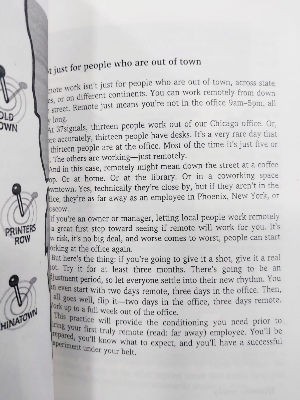 t just for people who are out of town
mote work isn't just for people who are out of town, across state
es, or on different continents. You can work remotely from down
street. Remote just means you're not in the office 9am–5pm, all
long.
At 37signals, thirteen people work out of our Chicago office. Or,
re accurately, thirteen people have desks. It's a very rare day that
thirteen people are at the office. Most of the time it's just five or
. The others are working—just remotely.
And in this case, remotely might mean down the street at a coffee
op. Or at home. Or at the library. Or in a coworking space
wntown. Yes, technically they're close by, but if they aren't in the
ice, they're as far away as an employee in Phoenix, New York, or
oscow.
If you're an owner or manager, letting local people work remotely
a great first step toward seeing if remote will work for you. It's
w risk, it's no big deal, and worse comes to worst, people can start
orking at the office again.
But here's the thing: if you're going to give it a shot, give it a real
ot. Try it for at least three months. There's going to be an
justment period, so let everyone settle into their new rhythm. You
n even start with two days remote, three days in the office. Then,
all goes well, flip it—two days in the office, three days remote.
ork up to a full week out of the office.
This practice will provide the conditioning you need prior to
iring your first truly remote (read: far away) employee. You'll be
epared, you'll know what to expect, and you'll have a successful
xperiment under your belt.
OLD
OWN
PRINTERS
ROW
CHINATOWN